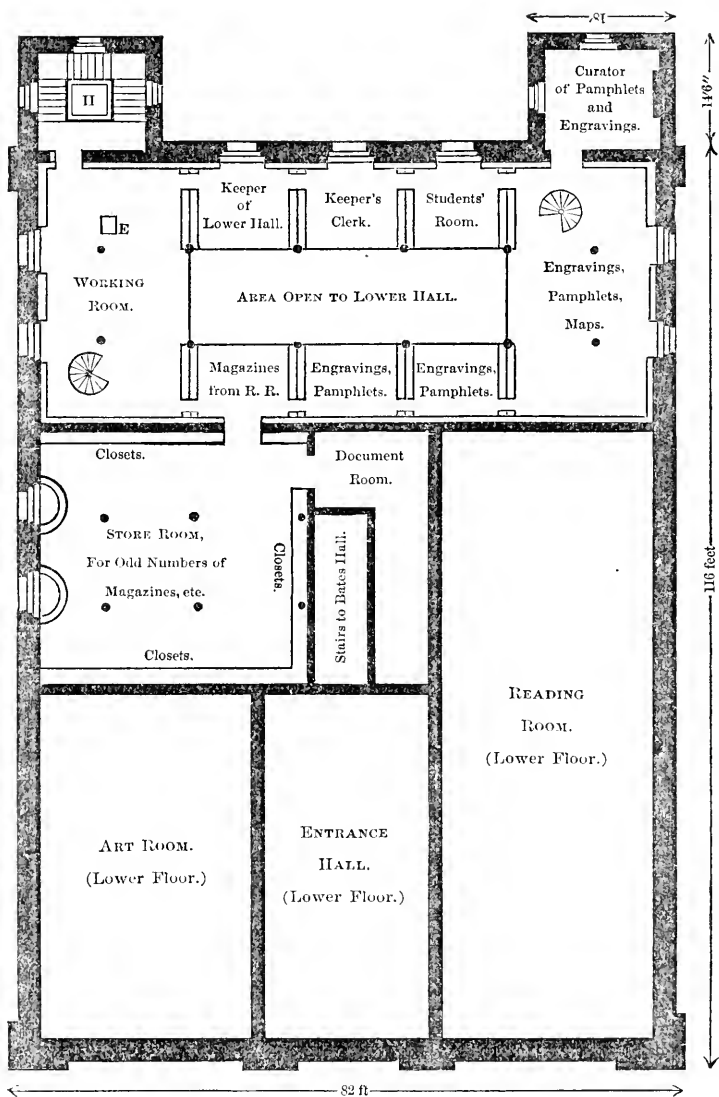 18'
14'6"
H
Curator
of Pamphlets
and
Engravings.
Keeper
of
Lower Hall.
Keeper's
Clerk.
Students'
Room.
E
WORKING
ROOM.
AREA OPEN TO LOWER HALL.
Engravings,
Pamphlets,
Maps.
Magazines
from R. R.
Engravings,
Pamphlets.
Engravings,
Pamphlets.
Closets.
Document
Room.
STORE ROOM,
For Odd Numbers of
Magazines, etc.
Closets.
Stairs to Bates Hall.
Closets.
116 feet
READING
ROOM.
(Lower Floor.)
ART ROOM.
(Lower Floor.)
ENTRANCE
HALL.
(Lower Floor.)
82 ft